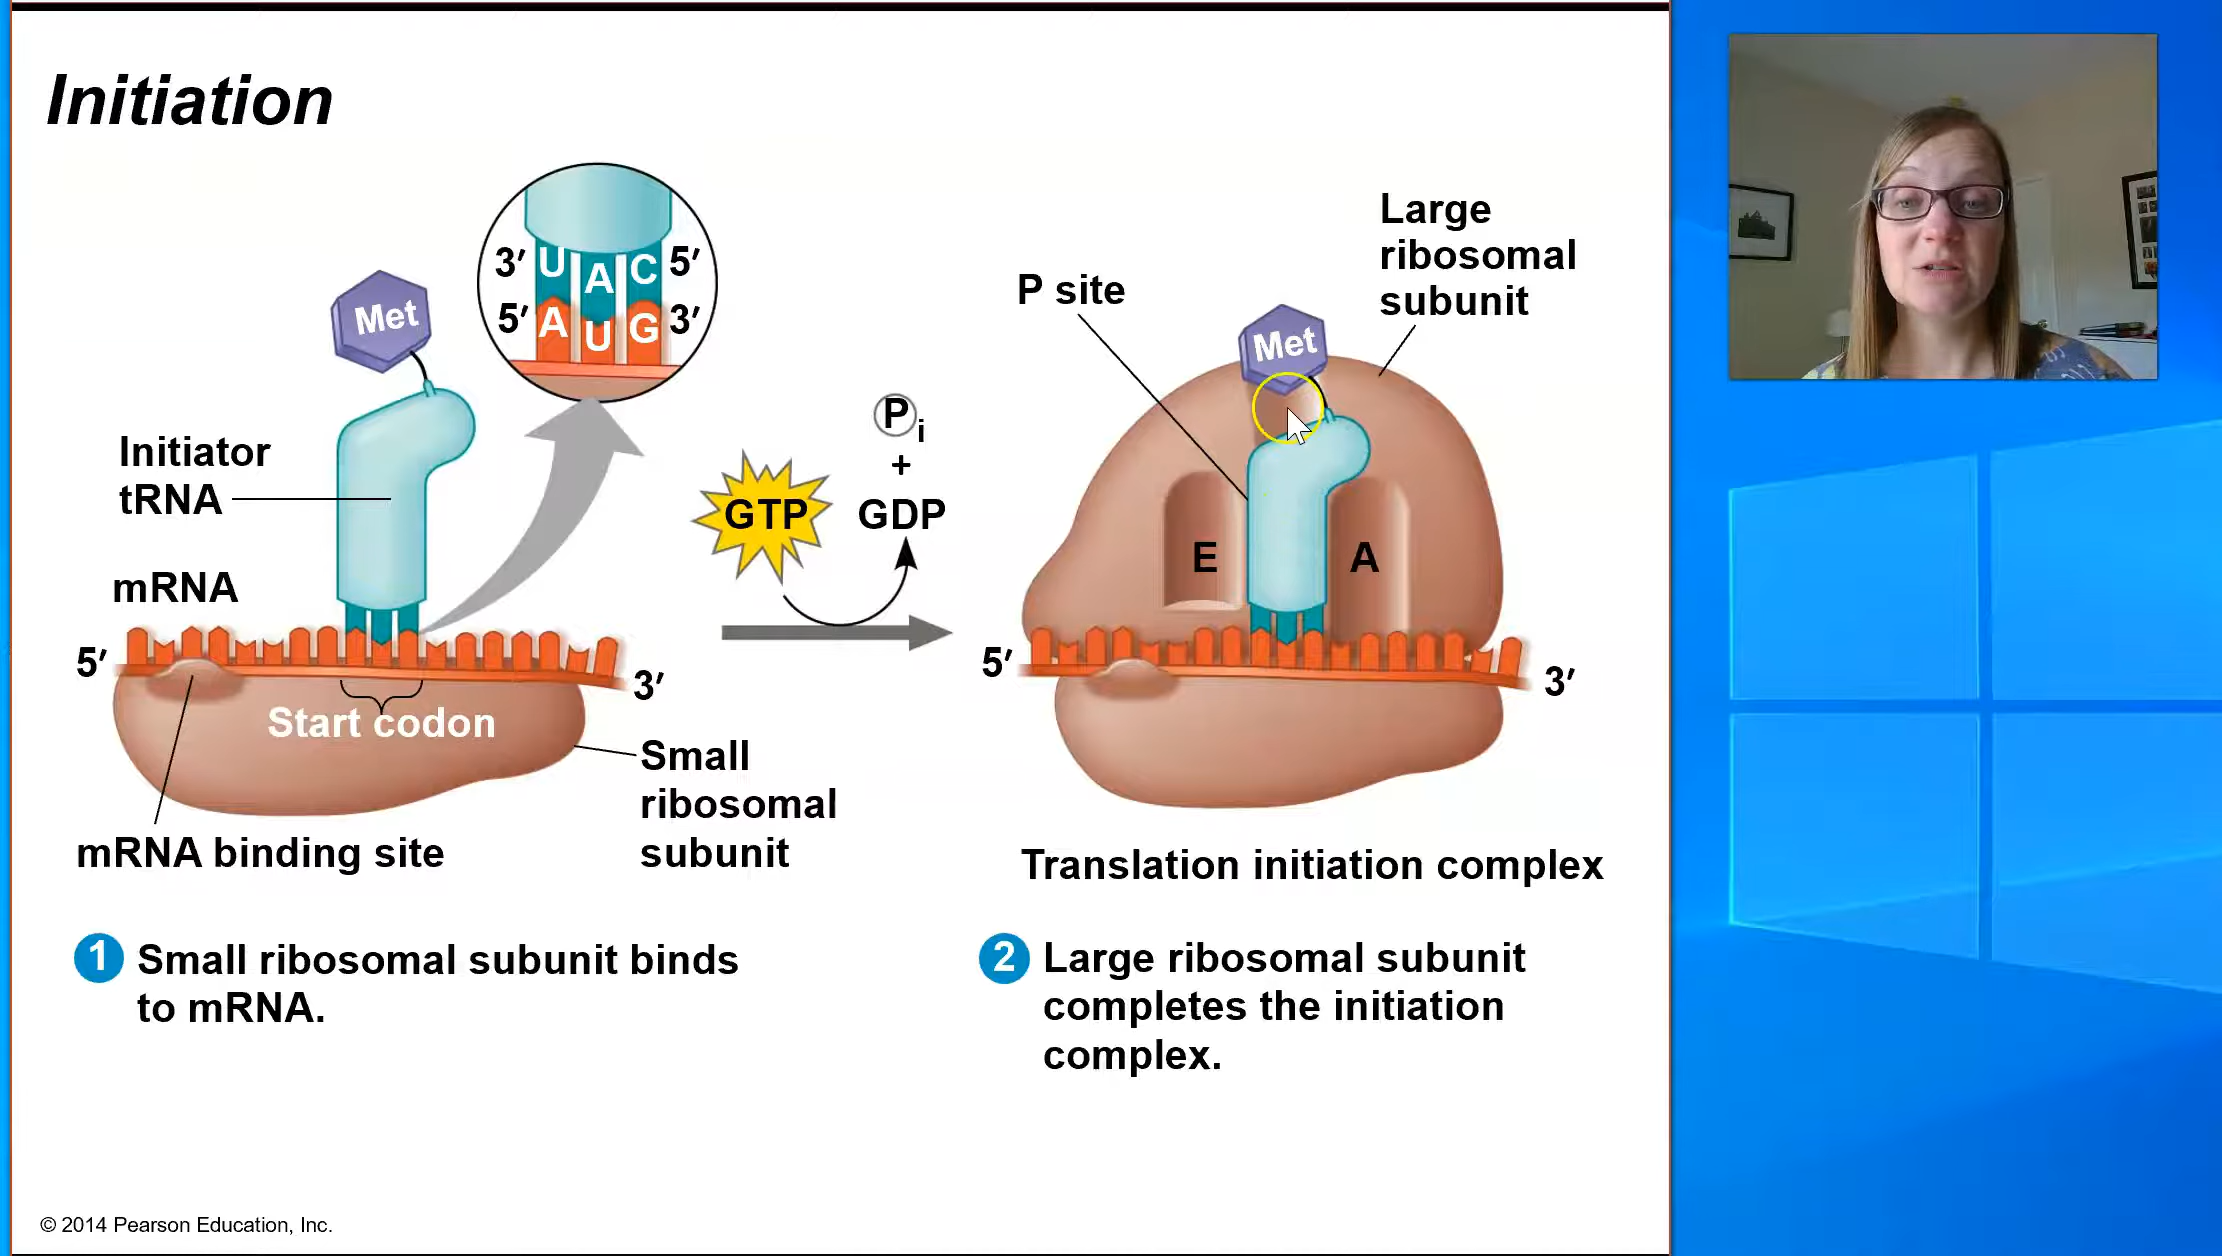 Initiation
3′ U A C 5′
5′ A U G 3′
Met
Initiator
tRNA
mRNA
5′
3′
Start codon
Small
ribosomal
subunit
mRNA binding site
GTP
Pi
+
GDP
P site
Large
ribosomal
subunit
Met
E
A
5′
3′
Translation initiation complex
1 Small ribosomal subunit binds
to mRNA.
2 Large ribosomal subunit
completes the initiation
complex.
© 2014 Pearson Education, Inc.